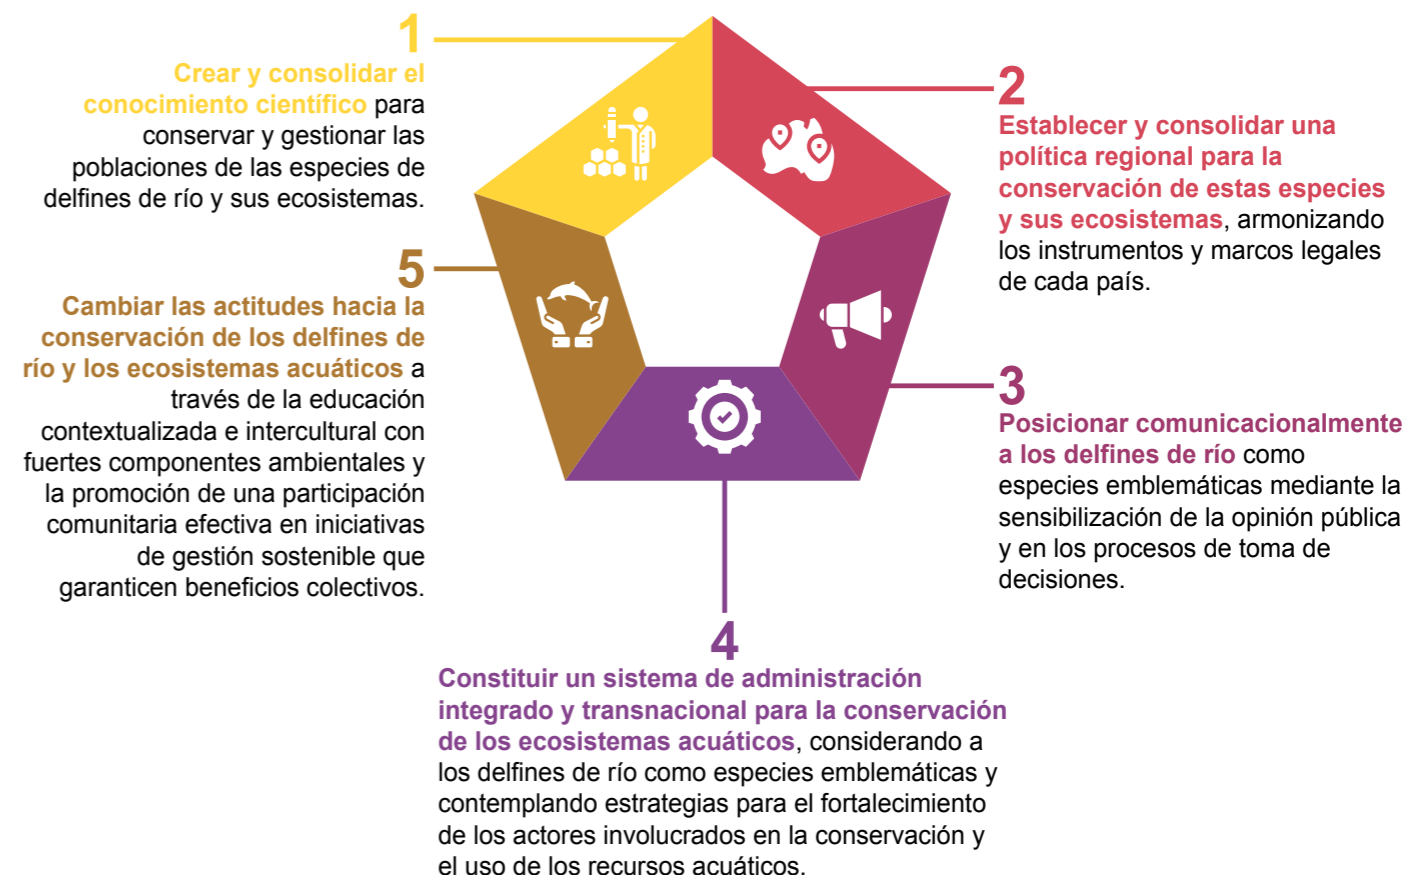 1
Crear y consolidar el
conocimiento científico para
conservar y gestionar las
poblaciones de las especies de
delfines de río y sus ecosistemas.
2
Establecer y consolidar una
política regional para la
conservación de estas especies
y sus ecosistemas, armonizando
los instrumentos y marcos legales
de cada país.
3
Posicionar comunicacionalmente
a los delfines de río como
especies emblemáticas mediante la
sensibilización de la opinión pública
y en los procesos de toma de
decisiones.
4
Constituir un sistema de administración
integrado y transnacional para la conservación
de los ecosistemas acuáticos, considerando a
los delfines de río como especies emblemáticas y
contemplando estrategias para el fortalecimiento
de los actores involucrados en la conservación y
el uso de los recursos acuáticos.
5
Cambiar las actitudes hacia la
conservación de los delfines de
río y los ecosistemas acuáticos a
través de la educación
contextualizada e intercultural con
fuertes componentes ambientales y
la promoción de una participación
comunitaria efectiva en iniciativas
de gestión sostenible que
garanticen beneficios colectivos.